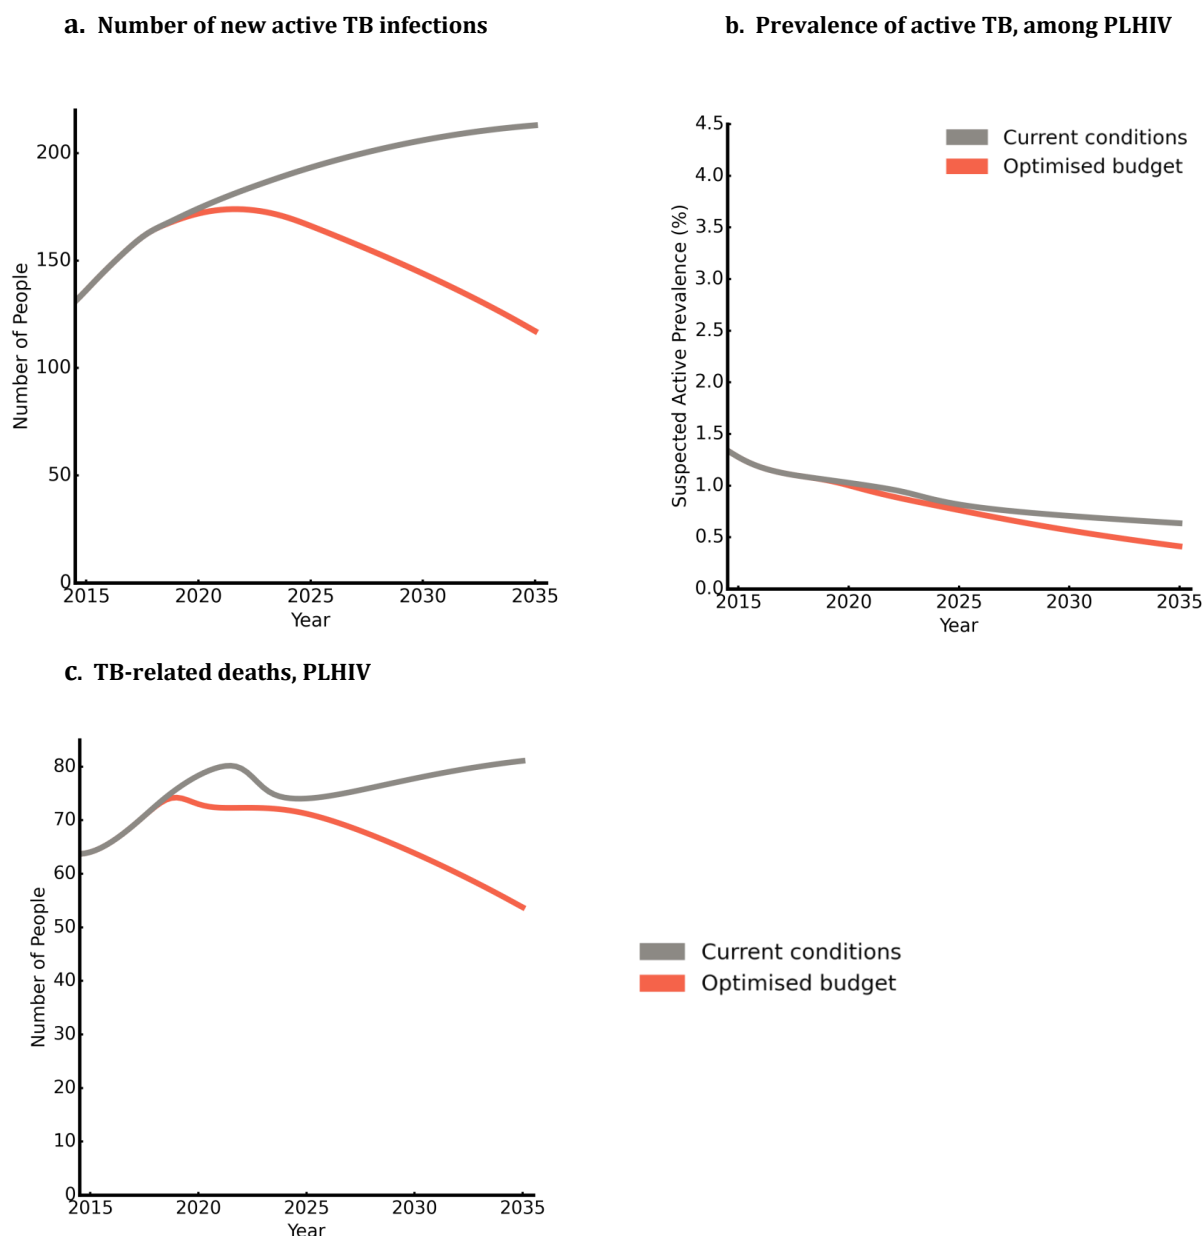 a. Number of new active TB infections
b. Prevalence of active TB, among PLHIV
Number of People
200
150
100
50
0
2015 2020 2025 2030 2035
Year
Suspected Active Prevalence (%)
4.5
4.0
3.5
3.0
2.5
2.0
1.5
1.0
0.5
0.0
2015 2020 2025 2030 2035
Year
Current conditions
Optimised budget
c. TB-related deaths, PLHIV
Number of People
80
70
60
50
40
30
20
10
0
2015 2020 2025 2030 2035
Year
Current conditions
Optimised budget